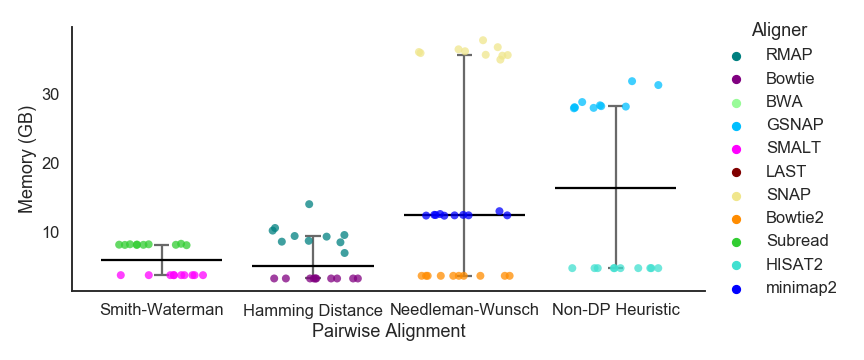 Memory (GB)
30
20
10
Smith-Waterman
Hamming Distance
Needleman-Wunsch
Non-DP Heuristic
Pairwise Alignment
Aligner
RMAP
Bowtie
BWA
GSNAP
SMALT
LAST
SNAP
Bowtie2
Subread
HISAT2
minimap2